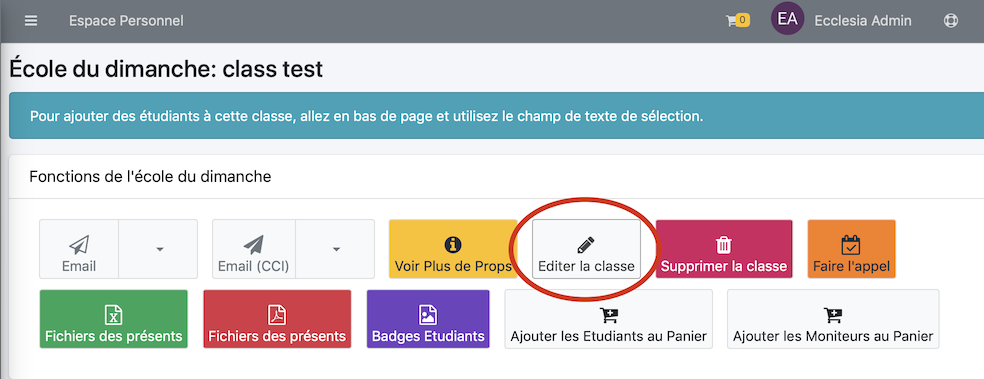 Espace Personnel
0
EA
Ecclesia Admin
École du dimanche: class test
Pour ajouter des étudiants à cette classe, allez en bas de page et utilisez le champ de texte de sélection.
Fonctions de l'école du dimanche
Email
Email (CCI)
Voir Plus de Props
Editer la classe
Supprimer la classe
Faire l'appel
Fichiers des présents
Fichiers des présents
Badges Etudiants
Ajouter les Etudiants au Panier
Ajouter les Moniteurs au Panier